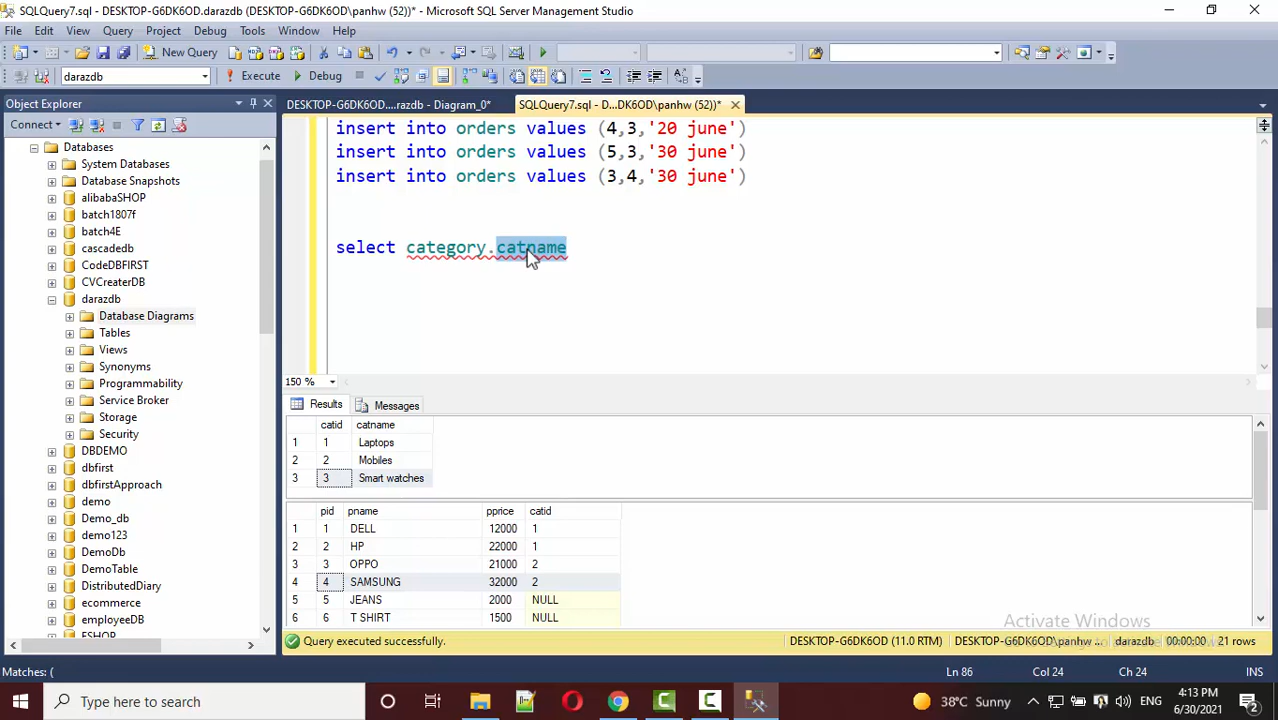 SQLQuery7.sql - DESKTOP-G6DK6OD.darazdb (DESKTOP-G6DK6OD\panhw (52))* - Microsoft SQL Server Management Studio
File Edit View Query Project Debug Tools Window Help
New Query
darazdb Execute Debug
Object Explorer
DESKTOP-G6DK6OD....razdb - Diagram_0* SQLQuery7.sql - D...DK6OD\panhw (52))*
Connect
Databases
System Databases
Database Snapshots
alibabaSHOP
batch1807f
batch4E
cascadedb
CodeDBFIRST
CVCreaterDB
darazdb
Database Diagrams
Tables
Views
Synonyms
Programmability
Service Broker
Storage
Security
DBDEMO
dbfirst
dbfirstApproach
demo
Demo_db
demo123
DemoDb
DemoTable
DistributedDiary
ecommerce
employeeDB
ESHOP
insert into orders values (4,3,'20 june')
insert into orders values (5,3,'30 june')
insert into orders values (3,4,'30 june')
select category.catname
150 %
Results Messages
catid catname
1 1 Laptops
2 2 Mobiles
3 3 Smart watches
pid pname pprice catid
1 1 DELL 12000 1
2 2 HP 22000 1
3 3 OPPO 21000 2
4 4 SAMSUNG 32000 2
5 5 JEANS 2000 NULL
6 6 T SHIRT 1500 NULL
Activate Windows
Query executed successfully. DESKTOP-G6DK6OD (11.0 RTM) DESKTOP-G6DK6OD\panhw ... darazdb 00:00:00 21 rows
Matches: ( Ln 86 Col 24 Ch 24 INS
Type here to search 38°C Sunny ENG 4:13 PM
6/30/2021 2